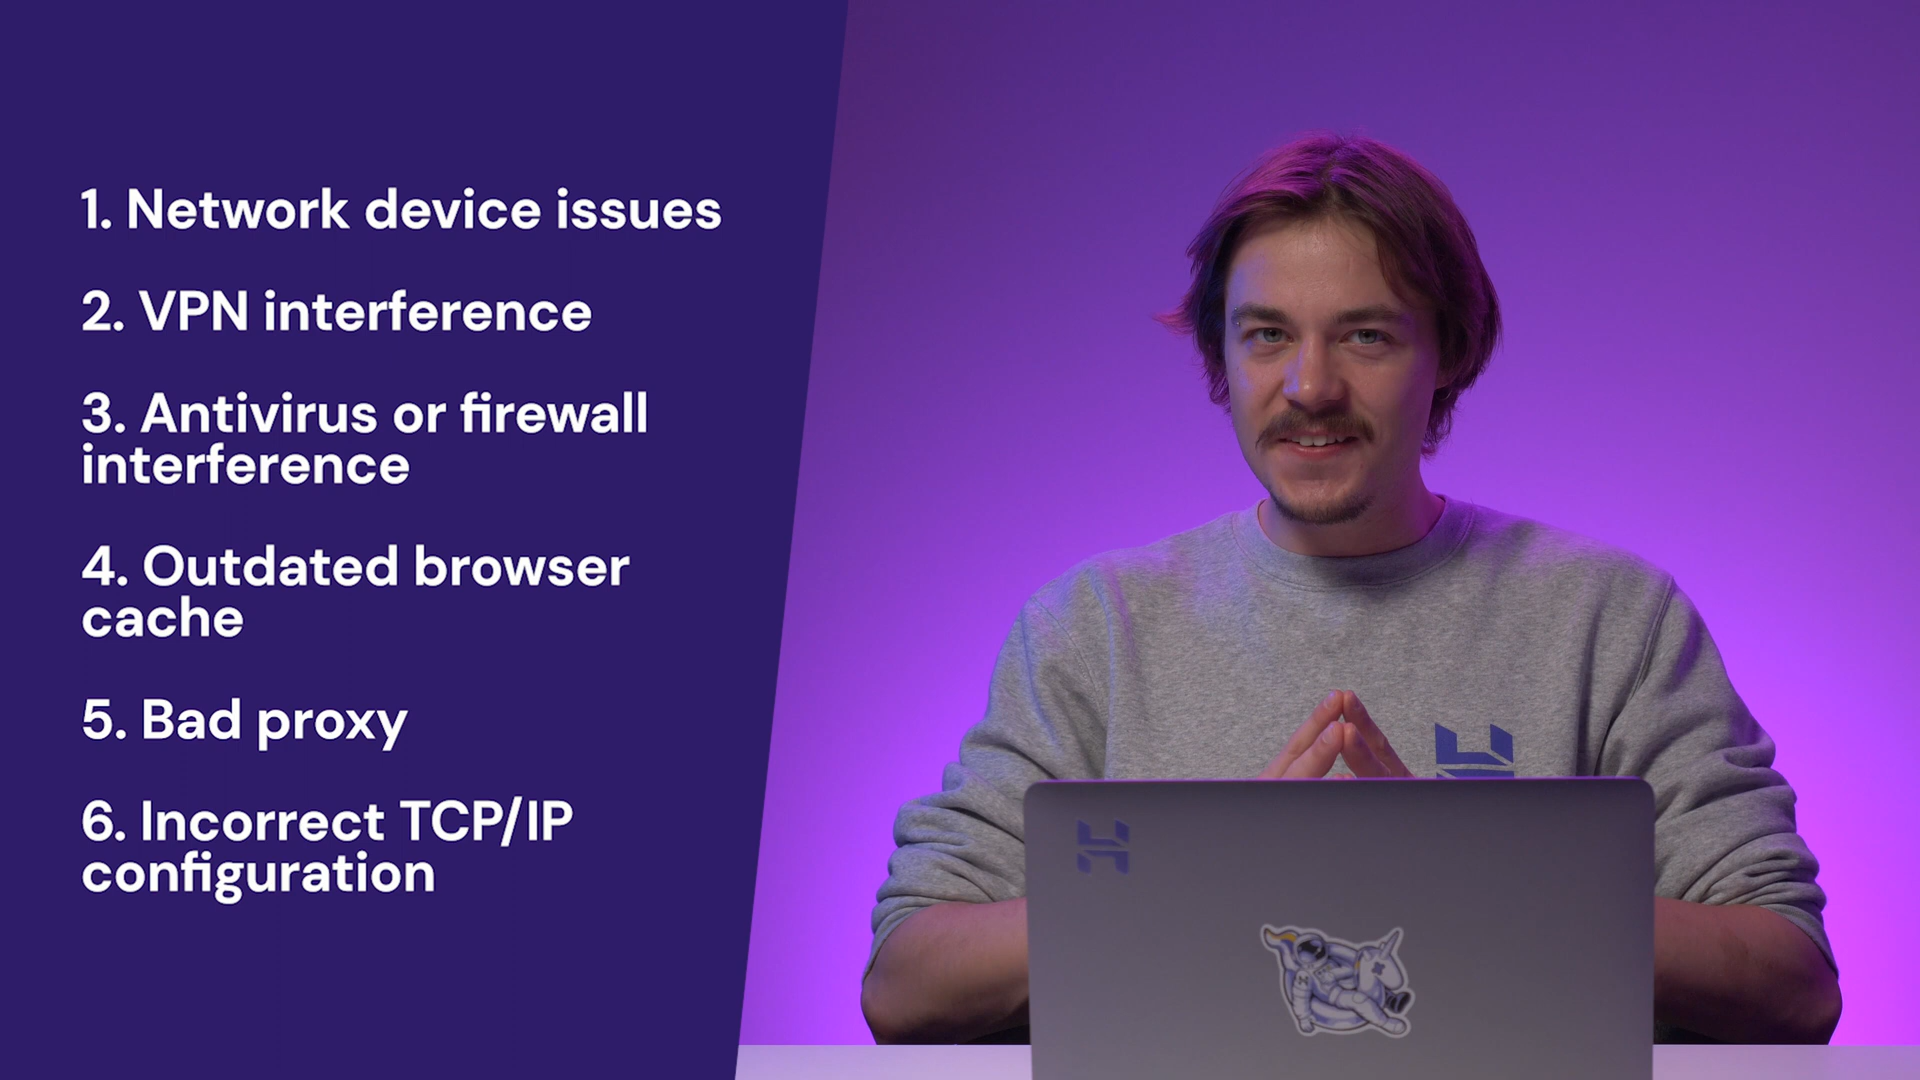 1. Network device issues
2. VPN interference
3. Antivirus or firewall
interference
4. Outdated browser
cache
5. Bad proxy
6. Incorrect TCP/IP
configuration